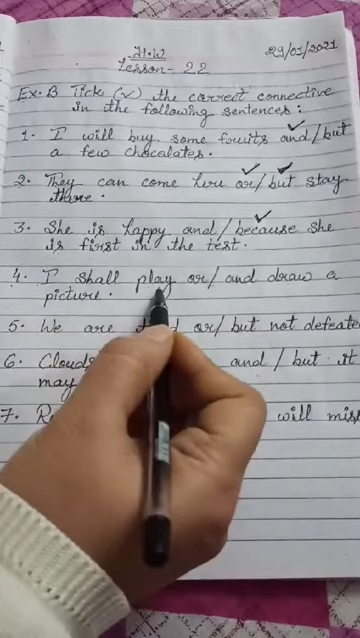 H.W
29/01/2021
Lesson - 22
Ex. B Tick (✓) the correct connective
in the following sentences:
1. I will buy some fruits and/but
a few chocolates.
2. They can come here or/but stay
there.
3. She is happy and/because she
is first in the test.
4. I shall play or/and draw a
picture.
5. We are or/but not defeated
6. Clouds and/but it
may
7. will miss